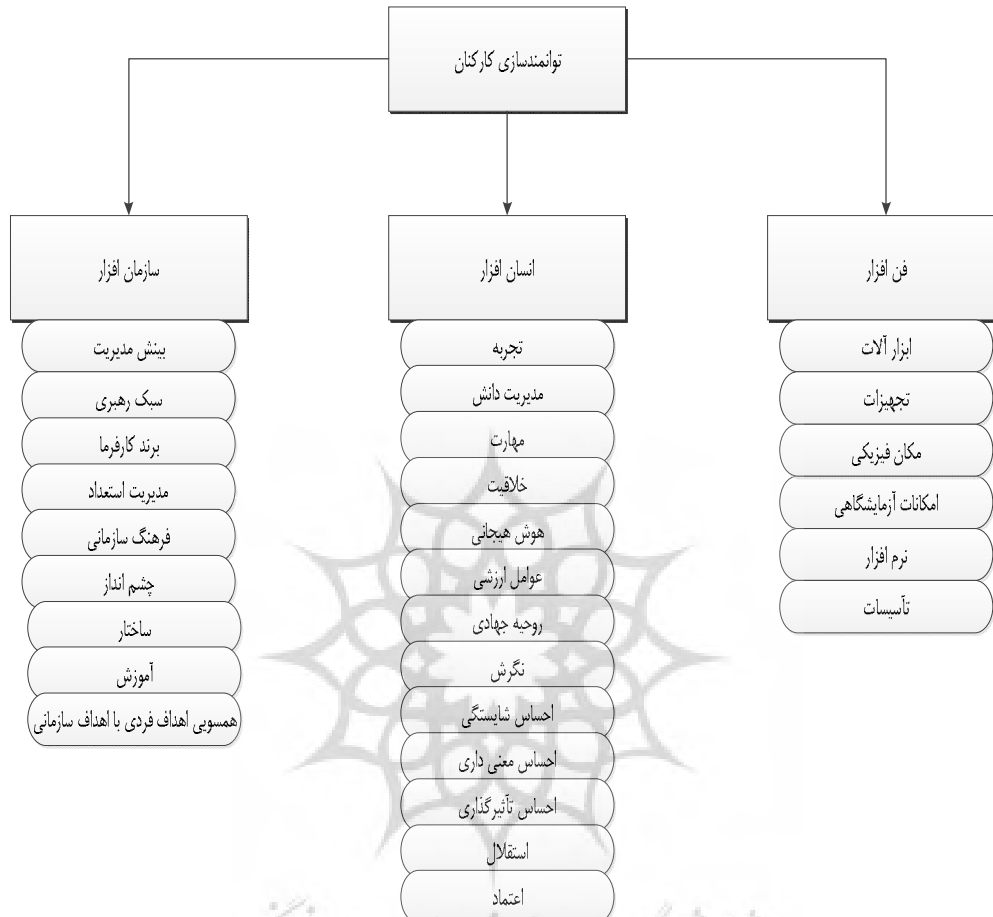 توانمندسازی کارکنان
فن افزار
ابزار آلات
تجهیزات
مکان فیزیکی
امکانات آزمایشگاهی
نرم افزار
تأسیسات
انسان افزار
تجربه
مدیریت دانش
مهارت
خلاقیت
هوش هیجانی
عوامل ارزشی
روحیه جهادی
نگرش
احساس شایستگی
احساس معنی داری
احساس تأثیرگذاری
استقلال
اعتماد
سازمان افزار
بینش مدیریت
سبک رهبری
برند کارفرما
مدیریت استعداد
فرهنگ سازمانی
چشم انداز
ساختار
آموزش
همسویی اهداف فردی با اهداف سازمانی